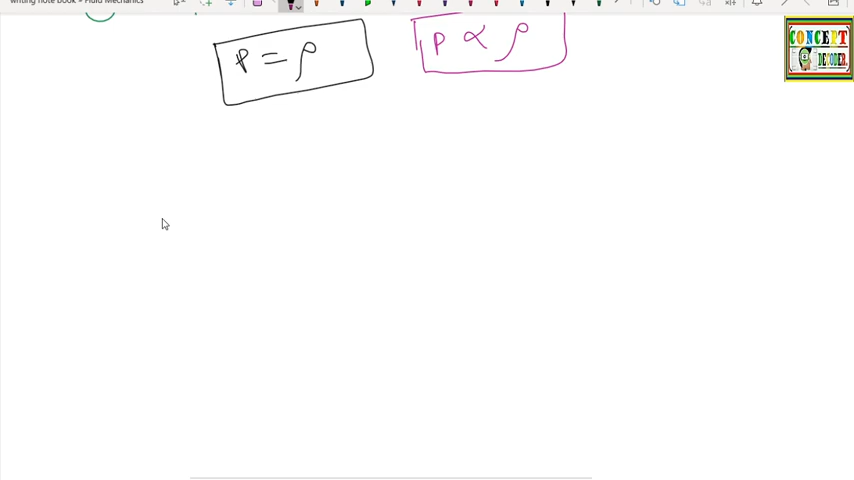 writing note book » Fluid Mechanics
P = ρ
P ∝ ρ
CONCEPT
DECODER.